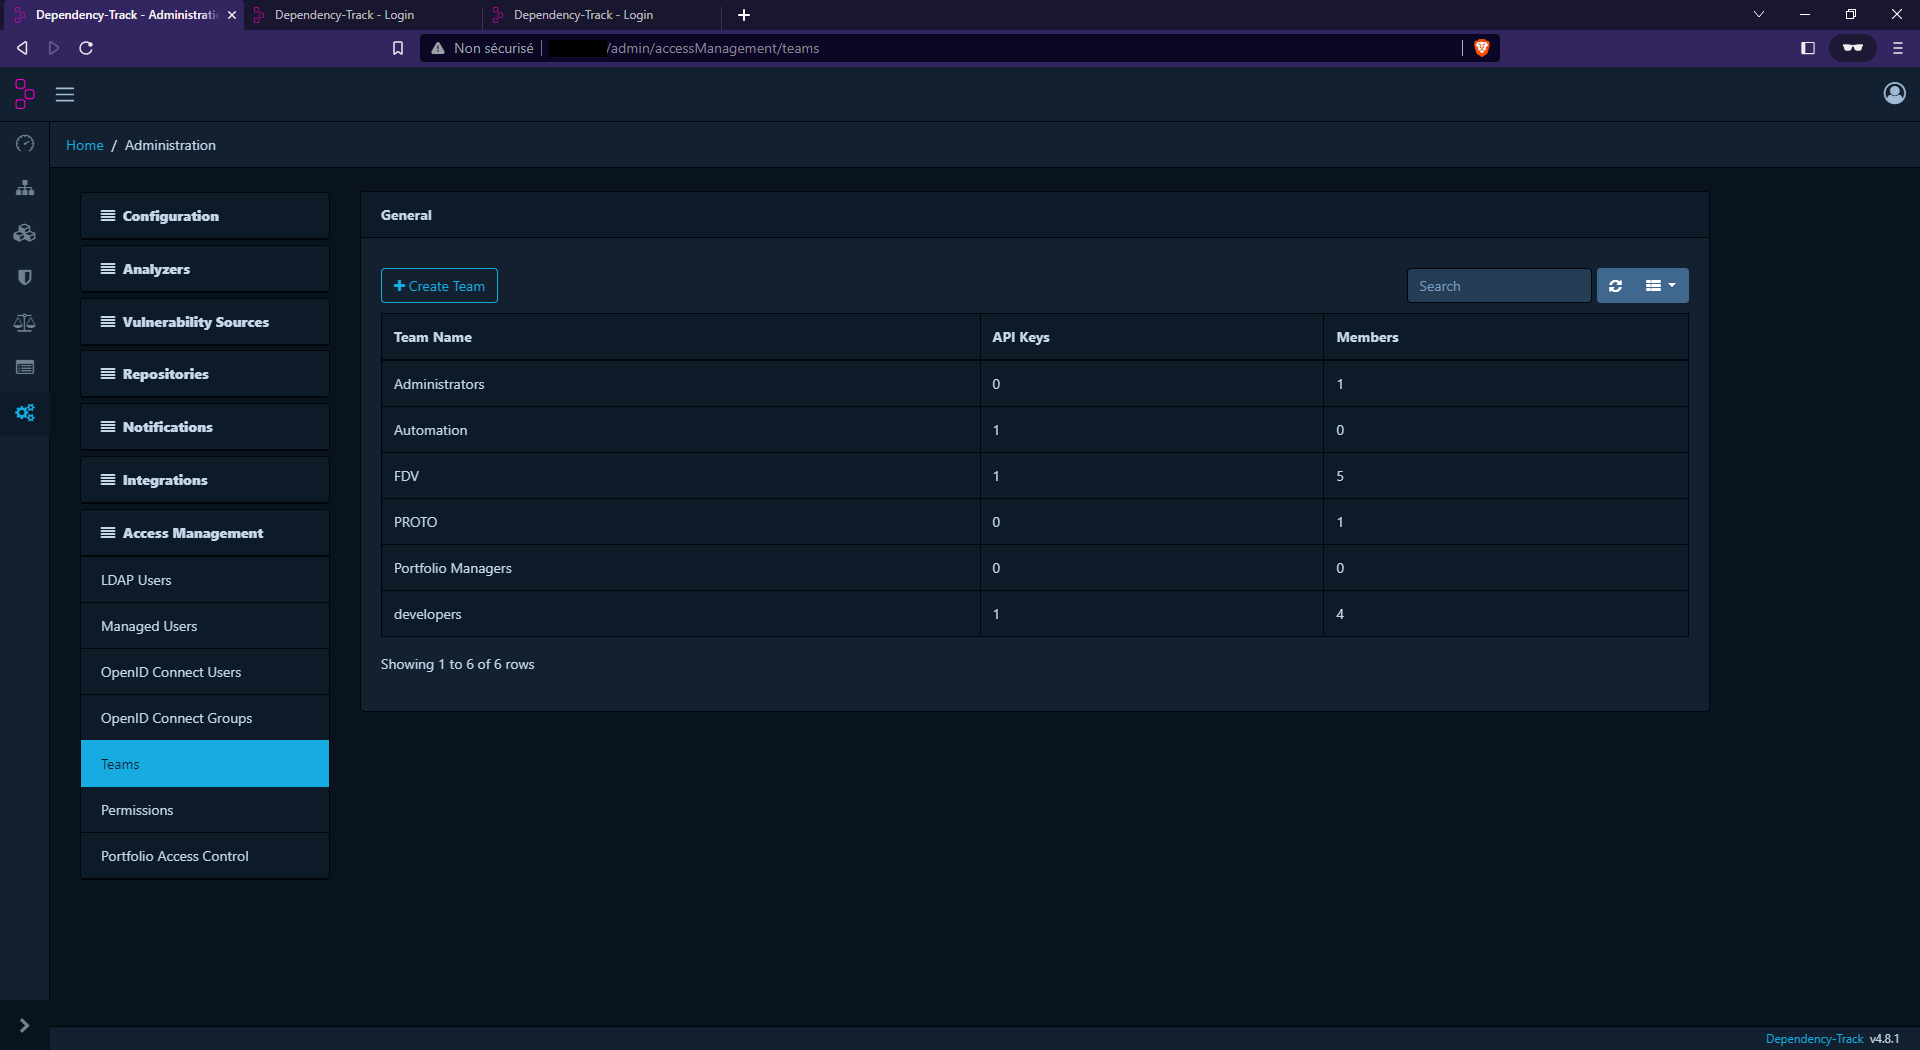 Dependency-Track - Administratio
Dependency-Track - Login
Dependency-Track - Login
Non sécurisé
/admin/accessManagement/teams
Home / Administration
Configuration
Analyzers
Vulnerability Sources
Repositories
Notifications
Integrations
Access Management
LDAP Users
Managed Users
OpenID Connect Users
OpenID Connect Groups
Teams
Permissions
Portfolio Access Control
General
Create Team
Search
Team Name API Keys Members
Administrators 0 1
Automation 1 0
FDV 1 5
PROTO 0 1
Portfolio Managers 0 0
developers 1 4
Showing 1 to 6 of 6 rows
Dependency-Track v4.8.1